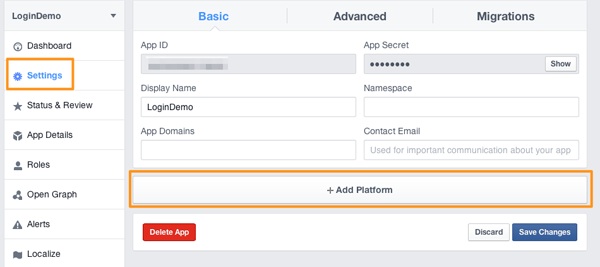 LoginDemo
Dashboard
Settings
Status & Review
App Details
Roles
Open Graph
Alerts
Localize
Basic Advanced Migrations
App ID App Secret
•••••••• Show
Display Name Namespace
LoginDemo
App Domains Contact Email
Used for important communication about your app
+ Add Platform
Delete App Discard Save Changes